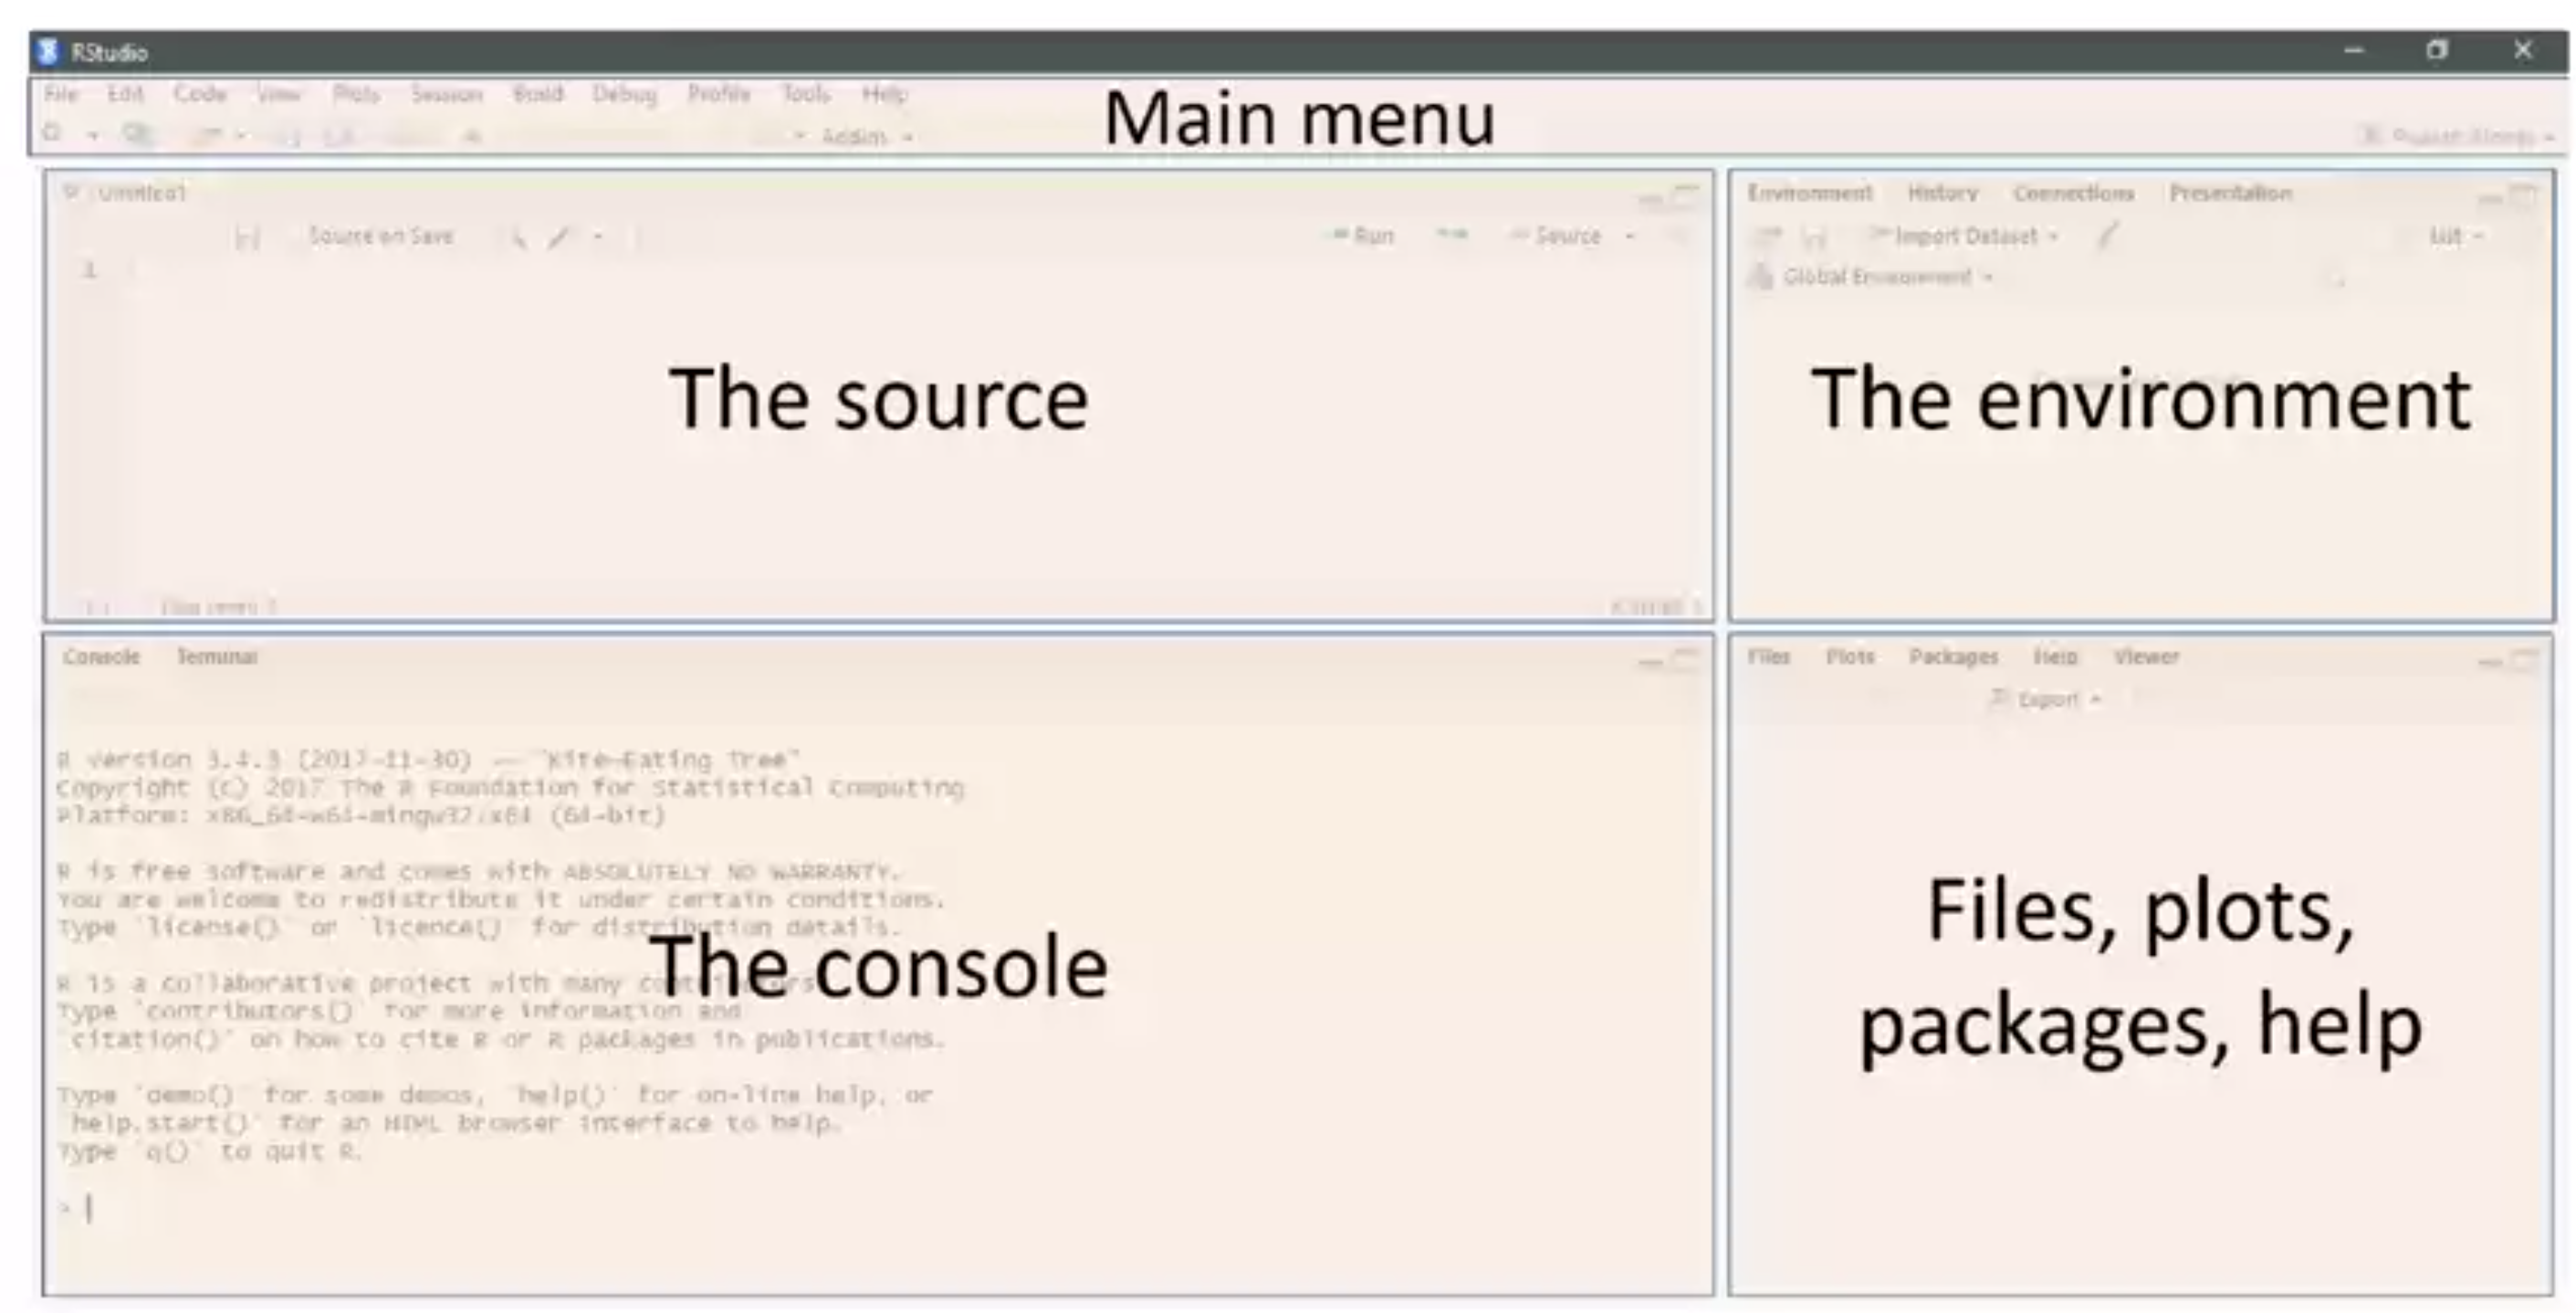 RStudio
File Edit Code View Plots Session Build Debug Profile Tools Help
Main menu
Addins
Untitled1
Source on Save
Run
Source
1
The source
Environment History Connections Presentation
Import Dataset
List
Global Environment
The environment
Console Terminal
R version 3.4.3 (2017-11-30) -- "Kite-Eating Tree"
Copyright (C) 2017 The R Foundation for Statistical Computing
Platform: x86_64-w64-mingw32/x64 (64-bit)
R is free software and comes with ABSOLUTELY NO WARRANTY.
You are welcome to redistribute it under certain conditions.
Type 'license()' or 'licence()' for distribution details.
R is a collaborative project with many contributors
Type 'contributors()' for more information and
'citation()' on how to cite R or R packages in publications.
Type 'demo()' for some demos, 'help()' for on-line help, or
'help.start()' for an HTML browser interface to help.
Type 'q()' to quit R.
>
The console
Files Plots Packages Help Viewer
Export
Files, plots,
packages, help